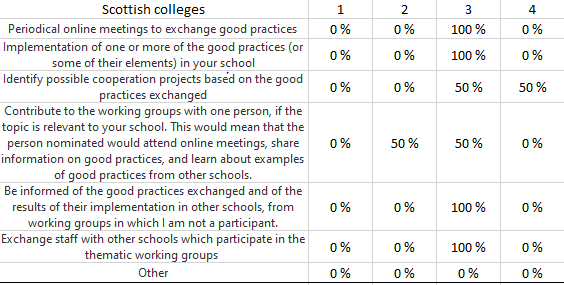 Scottish colleges 1 2 3 4
Periodical online meetings to exchange good practices 0 % 0 % 100 % 0 %
Implementation of one or more of the good practices (or
some of their elements) in your school 0 % 0 % 100 % 0 %
Identify possible cooperation projects based on the good
practices exchanged 0 % 0 % 50 % 50 %
Contribute to the working groups with one person, if the
topic is relevant to your school. This would mean that the
person nominated would attend online meetings, share
information on good practices, and learn about examples
of good practices from other schools. 0 % 50 % 50 % 0 %
Be informed of the good practices exchanged and of the
results of their implementation in other schools, from
working groups in which I am not a participant. 0 % 0 % 100 % 0 %
Exchange staff with other schools which participate in the
thematic working groups 0 % 0 % 100 % 0 %
Other 0 % 0 % 0 % 0 %